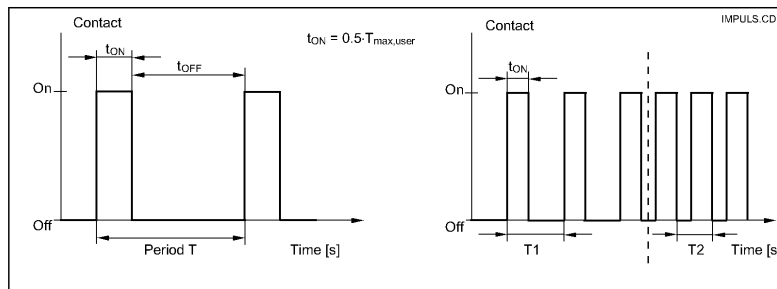 Contact
tON
tOFF
tON = 0.5·Tmax,user
On
Off
Period T
Time [s]
IMPULS.CD
Contact
tON
On
Off
T1
T2
Time [s